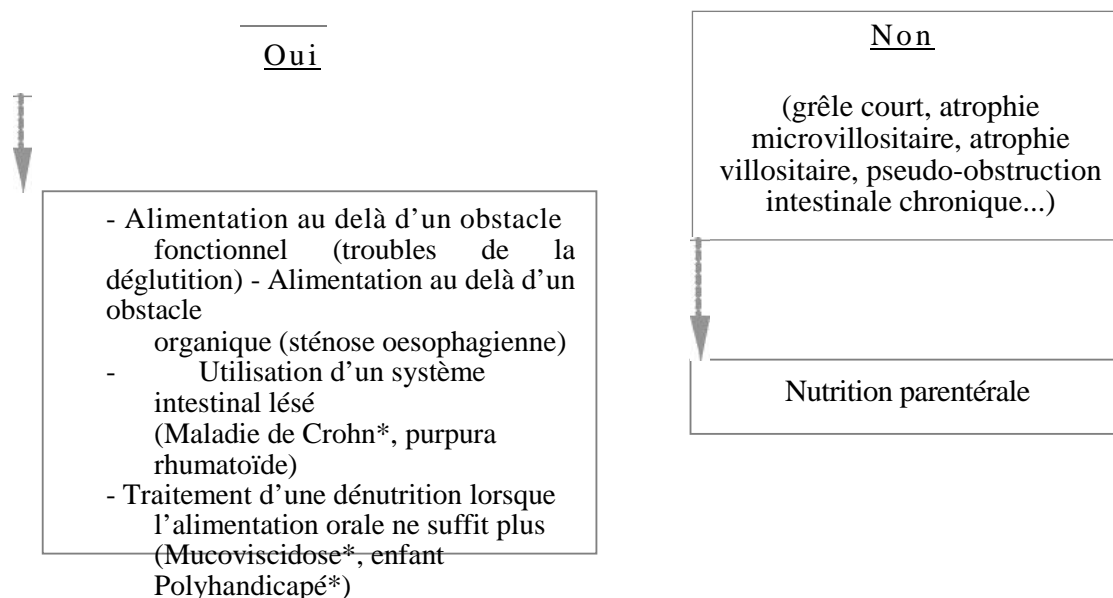 Oui
- Alimentation au delà d’un obstacle
fonctionnel (troubles de la
déglutition) - Alimentation au delà d’un
obstacle
organique (sténose oesophagienne)
- Utilisation d’un système
intestinal lésé
(Maladie de Crohn*, purpura
rhumatoïde)
- Traitement d’une dénutrition lorsque
l’alimentation orale ne suffit plus
(Mucoviscidose*, enfant
Polyhandicapé*)
Non
(grêle court, atrophie
microvillositaire, atrophie
villositaire, pseudo-obstruction
intestinale chronique...)
Nutrition parentérale